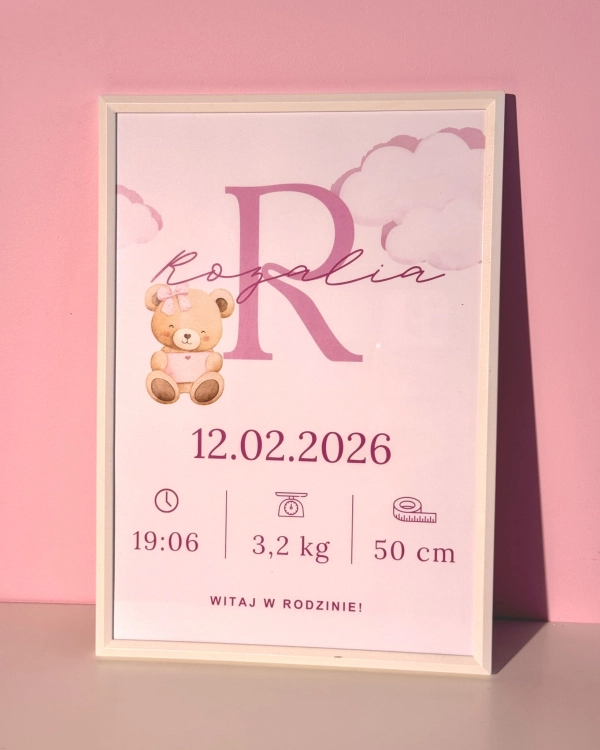 R
Rozalia
12.02.2026
19:06
3,2 kg
50 cm
WITAJ W RODZINIE!